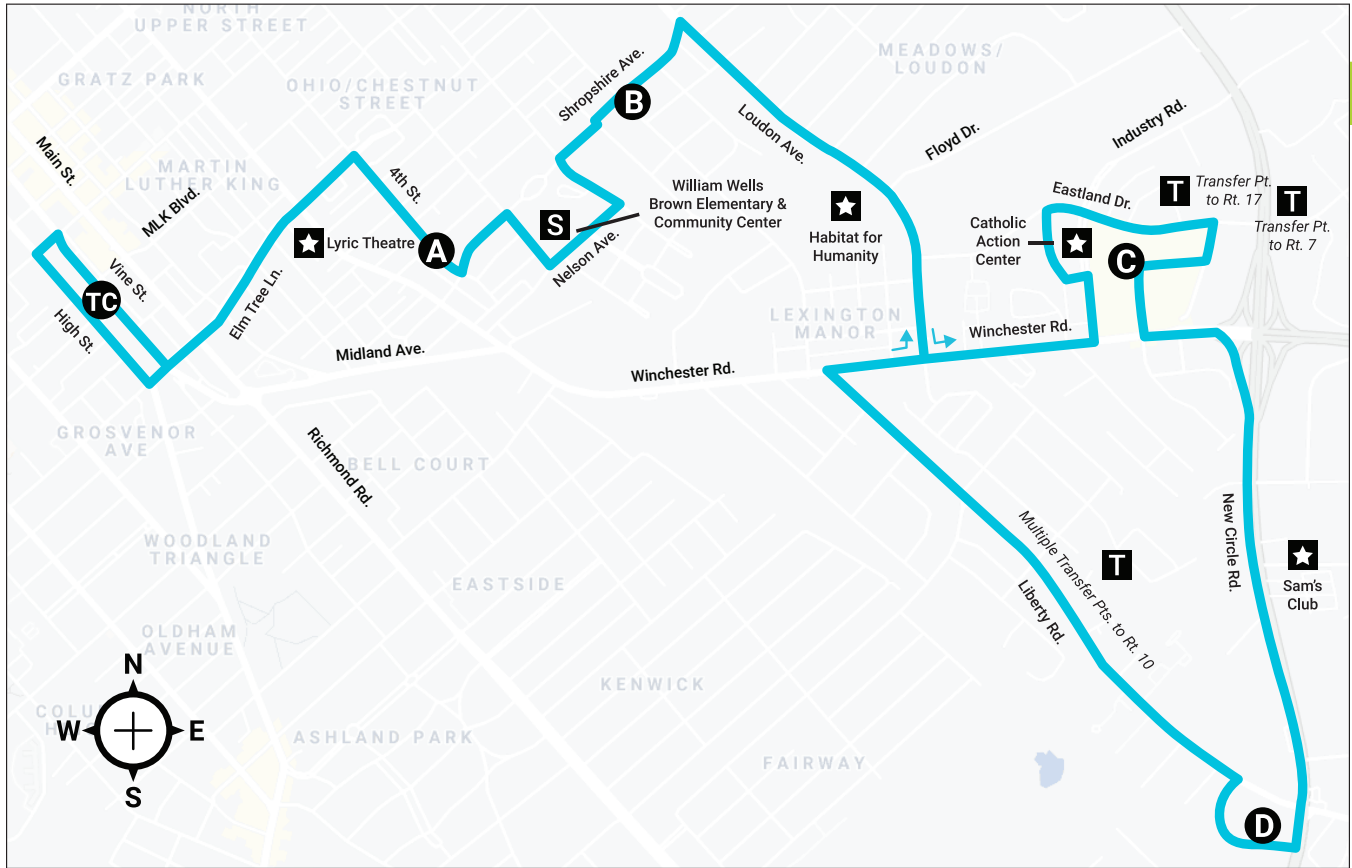 NORTH
UPPER STREET
GRATZ PARK
OHIO/CHESTNUT
STREET
Shropshire Ave.
B
MEADOWS/
LOUDON
Main St.
MARTIN
LUTHER KING
MLK Blvd.
4th St.
Loudon Ave.
Floyd Dr.
Industry Rd.
William Wells
Brown Elementary &
Community Center
S
Nelson Ave.
Habitat for
Humanity
Eastland Dr.
T
Transfer Pt.
to Rt. 17
T
Transfer Pt.
to Rt. 7
Catholic
Action
Center
C
Lyric Theatre
A
Elm Tree Ln.
Vine St.
TC
High St.
Midland Ave.
LEXINGTON
MANOR
Winchester Rd.
Winchester Rd.
GROSVENOR
AVE
Richmond Rd.
BELL COURT
WOODLAND
TRIANGLE
EASTSIDE
Multiple Transfer Pts. to Rt. 10
T
Liberty Rd.
New Circle Rd.
Sam's
Club
OLDHAM
AVENUE
N
W
E
S
KENWICK
ASHLAND PARK
FAIRWAY
D